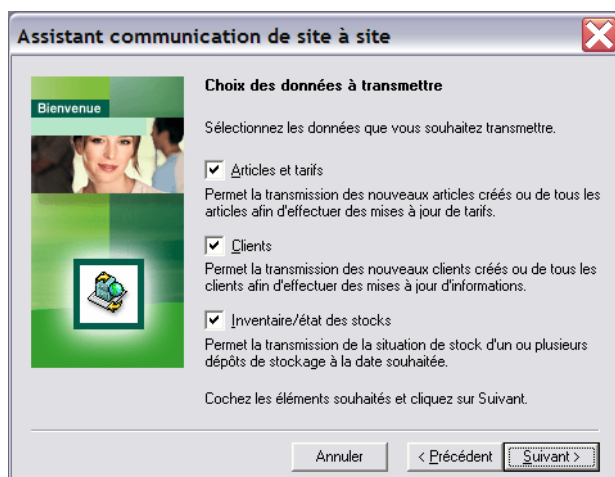 Assistant communication de site à site
Bienvenue
Choix des données à transmettre
Sélectionnez les données que vous souhaitez transmettre.
Articles et tarifs
Permet la transmission des nouveaux articles créés ou de tous les
articles afin d'effectuer des mises à jour de tarifs.
Clients
Permet la transmission des nouveaux clients créés ou de tous les
clients afin d'effectuer des mises à jour d'informations.
Inventaire/état des stocks
Permet la transmission de la situation de stock d'un ou plusieurs
dépôts de stockage à la date souhaitée.
Cochez les éléments souhaités et cliquez sur Suivant.
Annuler
< Précédent
Suivant >